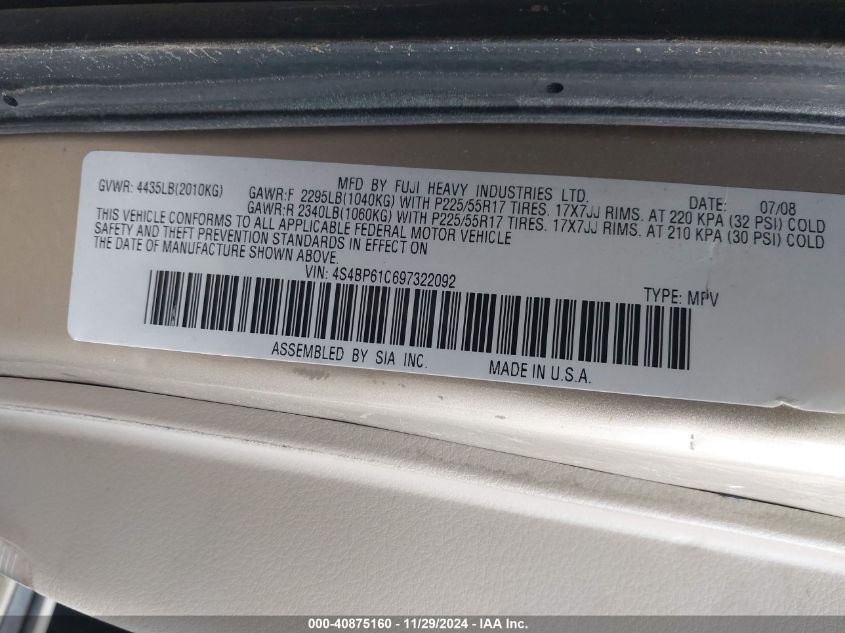 MFD BY FUJI HEAVY INDUSTRIES LTD. DATE: 07/08
GVWR: 4435LB(2010KG) GAWR:F 2295LB(1040KG) WITH P225/55R17 TIRES. 17X7JJ RIMS. AT 220 KPA (32 PSI) COLD
GAWR:R 2340LB(1060KG) WITH P225/55R17 TIRES. 17X7JJ RIMS. AT 210 KPA (30 PSI) COLD
THIS VEHICLE CONFORMS TO ALL APPLICABLE FEDERAL MOTOR VEHICLE
SAFETY AND THEFT PREVENTION STANDARDS IN EFFECT ON
THE DATE OF MANUFACTURE SHOWN ABOVE.
VIN: 4S4BP61C697322092 TYPE: MPV
ASSEMBLED BY SIA INC. MADE IN U.S.A.
000-40875160 - 11/29/2024 - IAA Inc.